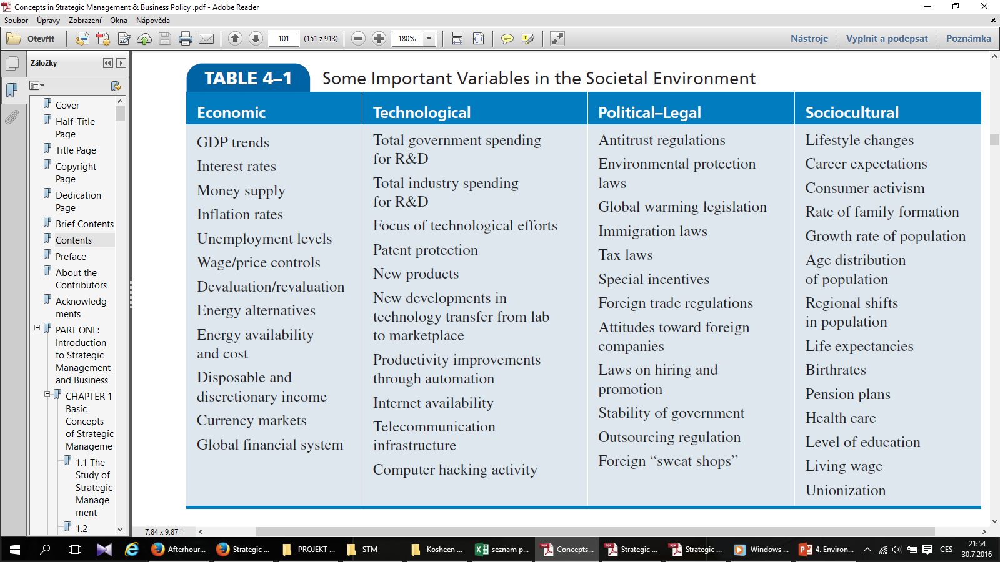 Concepts in Strategic Management & Business Policy .pdf - Adobe Reader
Soubor Úpravy Zobrazení Okna Nápověda
Otevřít 101 (151 z 913) 180% Nástroje Vyplnit a podepsat Poznámka
Záložky
Cover
Half-Title
Page
Title Page
Copyright
Page
Dedication
Page
Brief Contents
Contents
Preface
About the
Contributors
Acknowledg
ments
PART ONE:
Introduction
to Strategic
Management
and Business
CHAPTER 1
Basic
Concepts
of Strategic
Manageme
1.1 The
Study of
Strategic
Manage
ment
1.2
TABLE 4–1 Some Important Variables in the Societal Environment
Economic
GDP trends
Interest rates
Money supply
Inflation rates
Unemployment levels
Wage/price controls
Devaluation/revaluation
Energy alternatives
Energy availability
and cost
Disposable and
discretionary income
Currency markets
Global financial system
Technological
Total government spending
for R&D
Total industry spending
for R&D
Focus of technological efforts
Patent protection
New products
New developments in
technology transfer from lab
to marketplace
Productivity improvements
through automation
Internet availability
Telecommunication
infrastructure
Computer hacking activity
Political–Legal
Antitrust regulations
Environmental protection
laws
Global warming legislation
Immigration laws
Tax laws
Special incentives
Foreign trade regulations
Attitudes toward foreign
companies
Laws on hiring and
promotion
Stability of government
Outsourcing regulation
Foreign “sweat shops”
Sociocultural
Lifestyle changes
Career expectations
Consumer activism
Rate of family formation
Growth rate of population
Age distribution
of population
Regional shifts
in population
Life expectancies
Birthrates
Pension plans
Health care
Level of education
Living wage
Unionization
7,84 x 9,87 "
Afterhour... Strategic ... PROJEKT ... STM Kosheen ... seznam p... Concepts... Strategic ... Strategic ... Windows ... 4. Environ... CES 21:54
30.7.2016